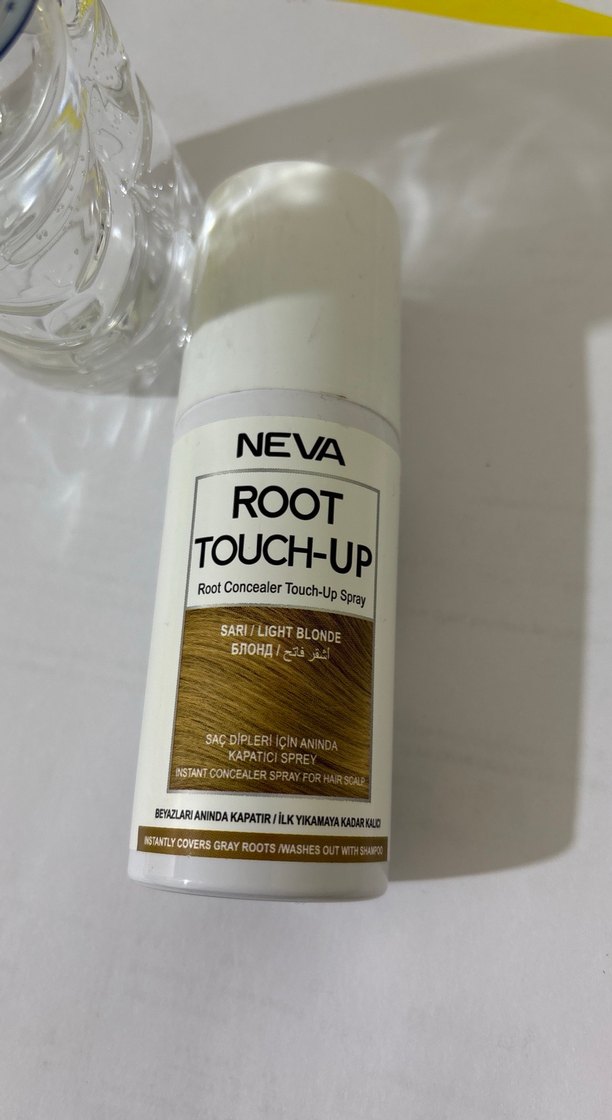 NEVA
ROOT
TOUCH-UP
Root Concealer Touch-Up Spray
SARI / LIGHT BLONDE
БЛОНД / أشقر فاتح
SAÇ DİPLERİ İÇİN ANINDA
KAPATICI SPREY
INSTANT CONCEALER SPRAY FOR HAIR SCALP
BEYAZLARI ANINDA KAPATIR / İLK YIKAMAYA KADAR KALICI
INSTANTLY COVERS GRAY ROOTS /WASHES OUT WITH SHAMPOO